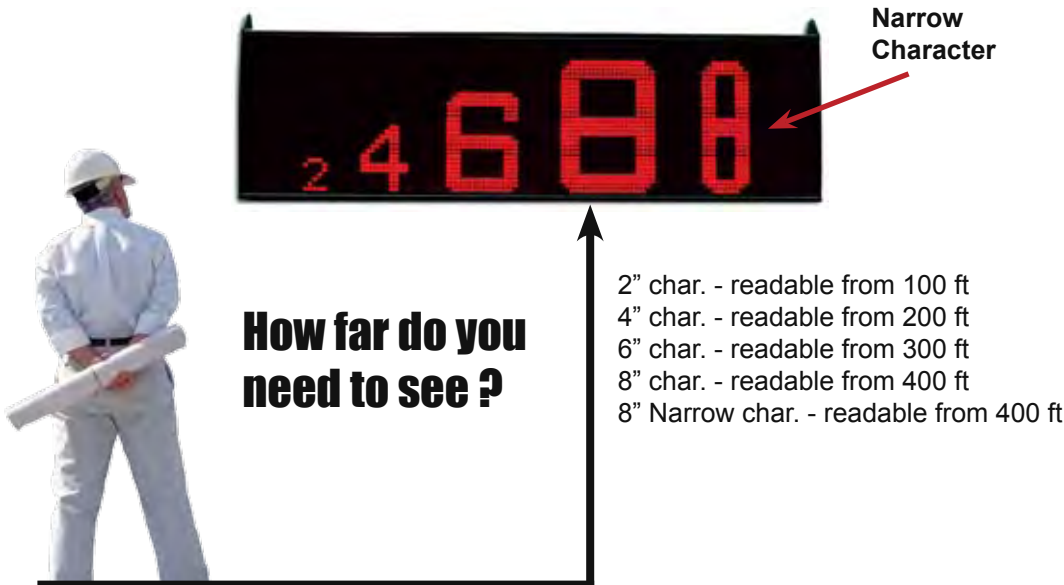 Narrow
Character
2 4 6 8 8
How far do you
need to see ?
2” char. - readable from 100 ft
4” char. - readable from 200 ft
6” char. - readable from 300 ft
8” char. - readable from 400 ft
8” Narrow char. - readable from 400 ft